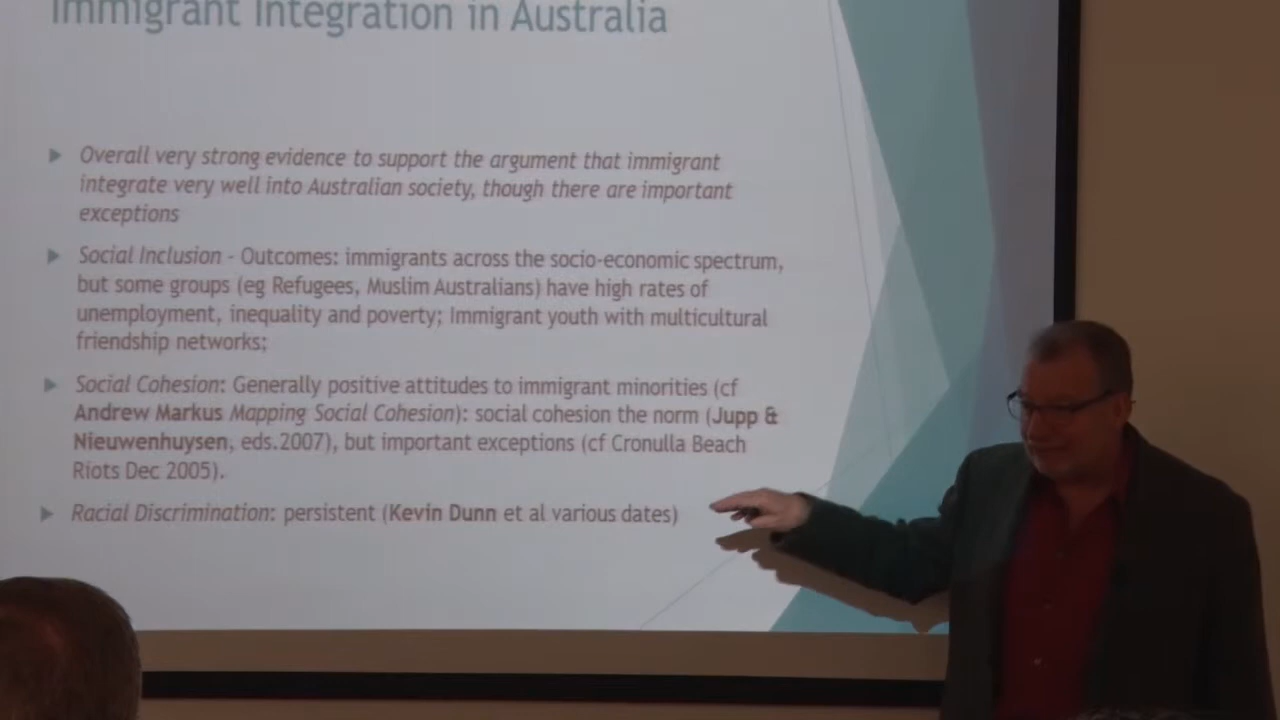 Immigrant Integration in Australia
Overall very strong evidence to support the argument that immigrant
integrate very well into Australian society, though there are important
exceptions
Social Inclusion - Outcomes: immigrants across the socio-economic spectrum,
but some groups (eg Refugees, Muslim Australians) have high rates of
unemployment, inequality and poverty; Immigrant youth with multicultural
friendship networks;
Social Cohesion: Generally positive attitudes to immigrant minorities (cf
Andrew Markus Mapping Social Cohesion): social cohesion the norm (Jupp &
Nieuwenhuysen, eds.2007), but important exceptions (cf Cronulla Beach
Riots Dec 2005).
Racial Discrimination: persistent (Kevin Dunn et al various dates)